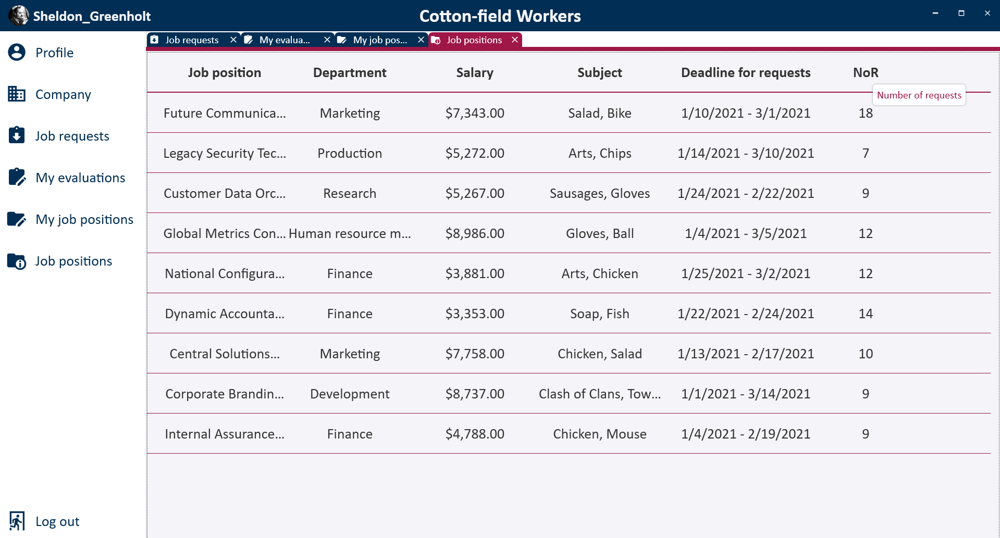 Sheldon_Greenholt
Cotton-field Workers
Profile
Company
Job requests
My evaluations
My job positions
Job positions
Log out
Job requests My evalua... My job pos... Job positions
Job position Department Salary Subject Deadline for requests NoR
Number of requests
Future Communica... Marketing $7,343.00 Salad, Bike 1/10/2021 - 3/1/2021 18
Legacy Security Tec... Production $5,272.00 Arts, Chips 1/14/2021 - 3/10/2021 7
Customer Data Orc... Research $5,267.00 Sausages, Gloves 1/24/2021 - 2/22/2021 9
Global Metrics Con... Human resource m... $8,986.00 Gloves, Ball 1/4/2021 - 3/5/2021 12
National Configura... Finance $3,881.00 Arts, Chicken 1/25/2021 - 3/2/2021 12
Dynamic Accounta... Finance $3,353.00 Soap, Fish 1/22/2021 - 2/24/2021 14
Central Solutions... Marketing $7,758.00 Chicken, Salad 1/13/2021 - 2/17/2021 10
Corporate Brandin... Development $8,737.00 Clash of Clans, Tow... 1/1/2021 - 3/14/2021 9
Internal Assurance... Finance $4,788.00 Chicken, Mouse 1/4/2021 - 2/19/2021 9